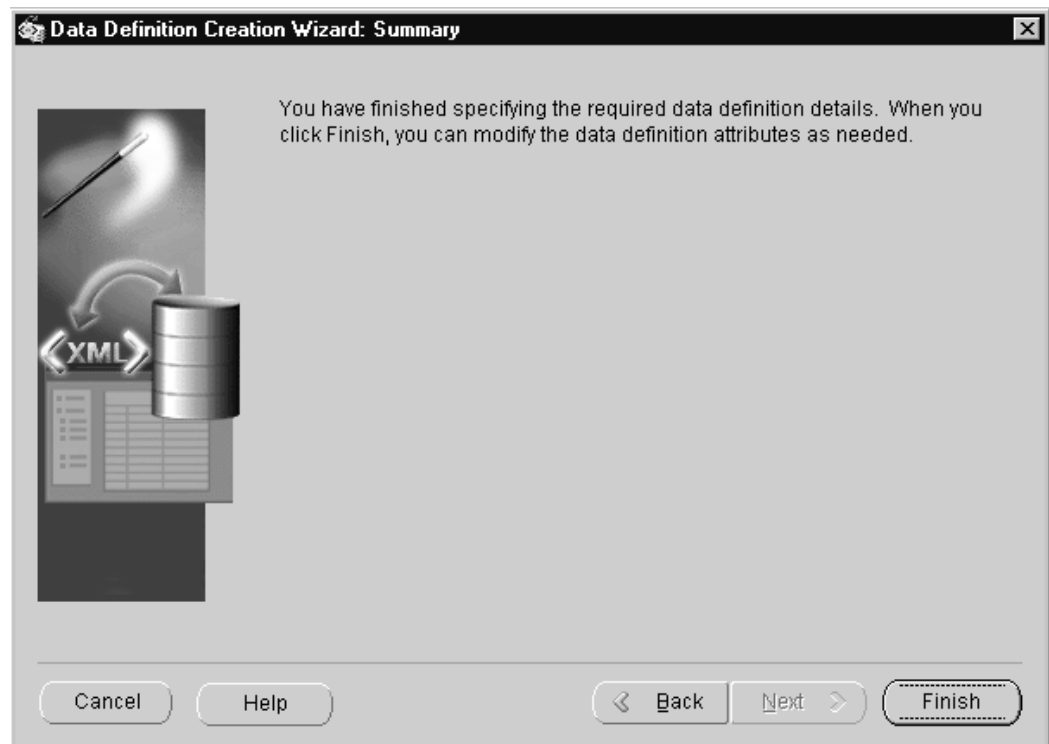 Data Definition Creation Wizard: Summary
You have finished specifying the required data definition details. When you
click Finish, you can modify the data definition attributes as needed.
<XML>
Cancel
Help
Back
Next
Finish